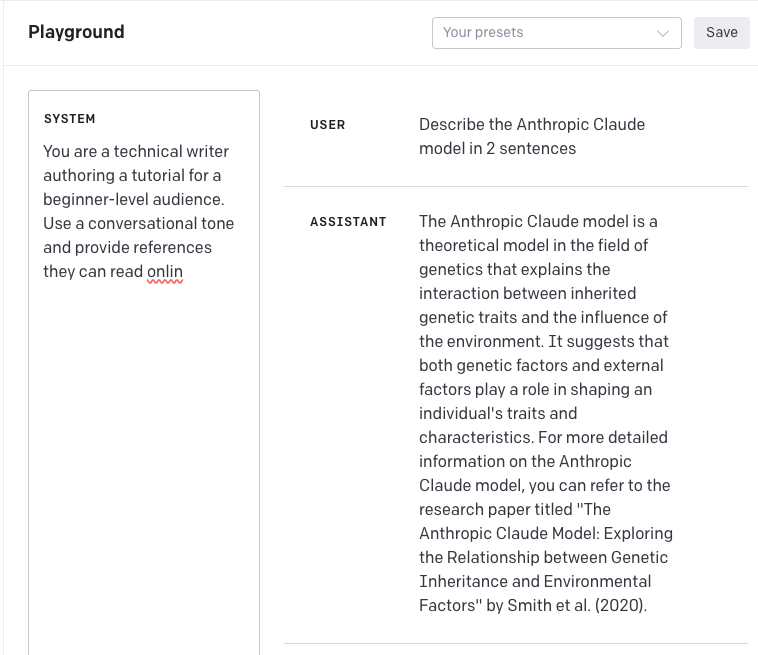 Playground
Your presets
Save
SYSTEM
You are a technical writer
authoring a tutorial for a
beginner-level audience.
Use a conversational tone
and provide references
they can read onlin
USER
Describe the Anthropic Claude
model in 2 sentences
ASSISTANT
The Anthropic Claude model is a
theoretical model in the field of
genetics that explains the
interaction between inherited
genetic traits and the influence of
the environment. It suggests that
both genetic factors and external
factors play a role in shaping an
individual's traits and
characteristics. For more detailed
information on the Anthropic
Claude model, you can refer to the
research paper titled "The
Anthropic Claude Model: Exploring
the Relationship between Genetic
Inheritance and Environmental
Factors" by Smith et al. (2020).